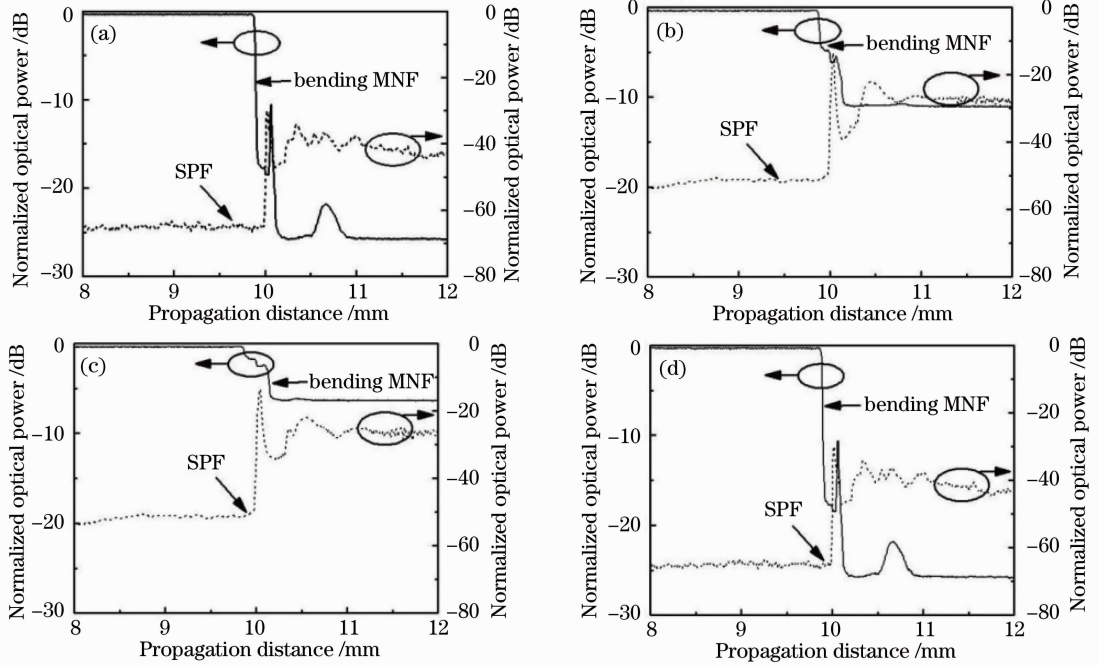 (a)
Normalized optical power /dB
0
−10
−20
−30
bending MNF
SPF
8
9
10
11
12
Propagation distance /mm
0
−20
−40
−60
−80
Normalized optical power /dB
(b)
Normalized optical power /dB
0
−10
−20
−30
bending MNF
SPF
8
9
10
11
12
Propagation distance /mm
0
−20
−40
−60
−80
Normalized optical power /dB
(c)
Normalized optical power /dB
0
−10
−20
−30
bending MNF
SPF
8
9
10
11
12
Propagation distance /mm
0
−20
−40
−60
−80
Normalized optical power /dB
(d)
Normalized optical power /dB
0
−10
−20
−30
bending MNF
SPF
8
9
10
11
12
Propagation distance /mm
0
−20
−40
−60
−80
Normalized optical power /dB